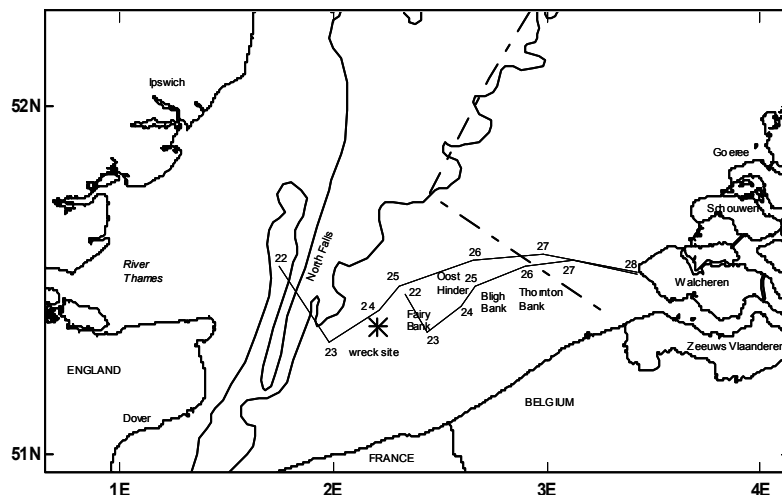 Ipswich
52N
Goeree
Schouwen
River
Thames
North Falls
22
26
27
28
Oost
Hinder
25
25
26
27
22
Walcheren
Bligh
Bank
Thornton
Bank
24
Fairy
Bank
24
23
23
wreck site
Zeeuws Vlaanderen
ENGLAND
BELGIUM
Dover
FRANCE
51N
1E
2E
3E
4E